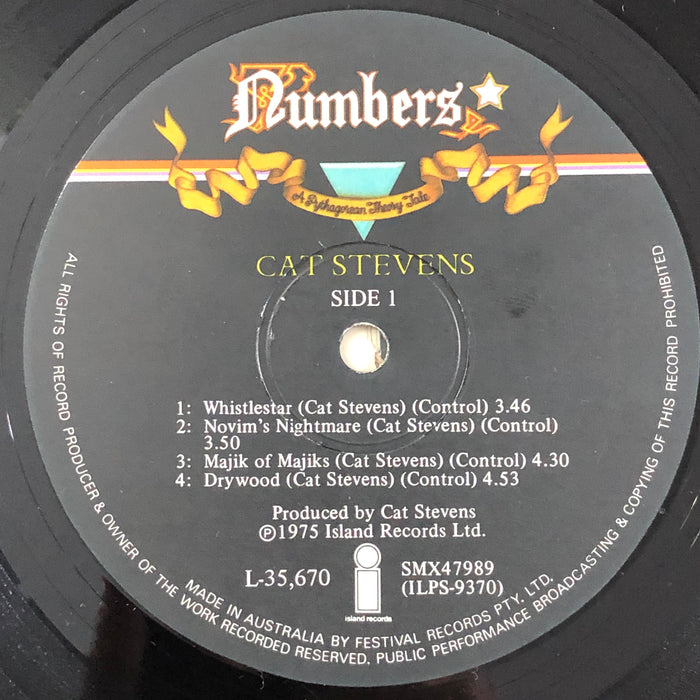 Numbers
A Pythagorean Theory Tale
CAT STEVENS
SIDE 1
1: Whistlestar (Cat Stevens) (Control) 3.46
2: Novim's Nightmare (Cat Stevens) (Control)
3.50
3: Majik of Majiks (Cat Stevens) (Control) 4.30
4: Drywood (Cat Stevens) (Control) 4.53
Produced by Cat Stevens
℗1975 Island Records Ltd.
L-35,670
island records
SMX47989
(ILPS-9370)
ALL RIGHTS OF RECORD PRODUCER & OWNER OF THE WORK RECORDED RESERVED, PUBLIC PERFORMANCE BROADCASTING & COPYING OF THIS RECORD PROHIBITED
MADE IN AUSTRALIA BY FESTIVAL RECORDS PTY. LTD.